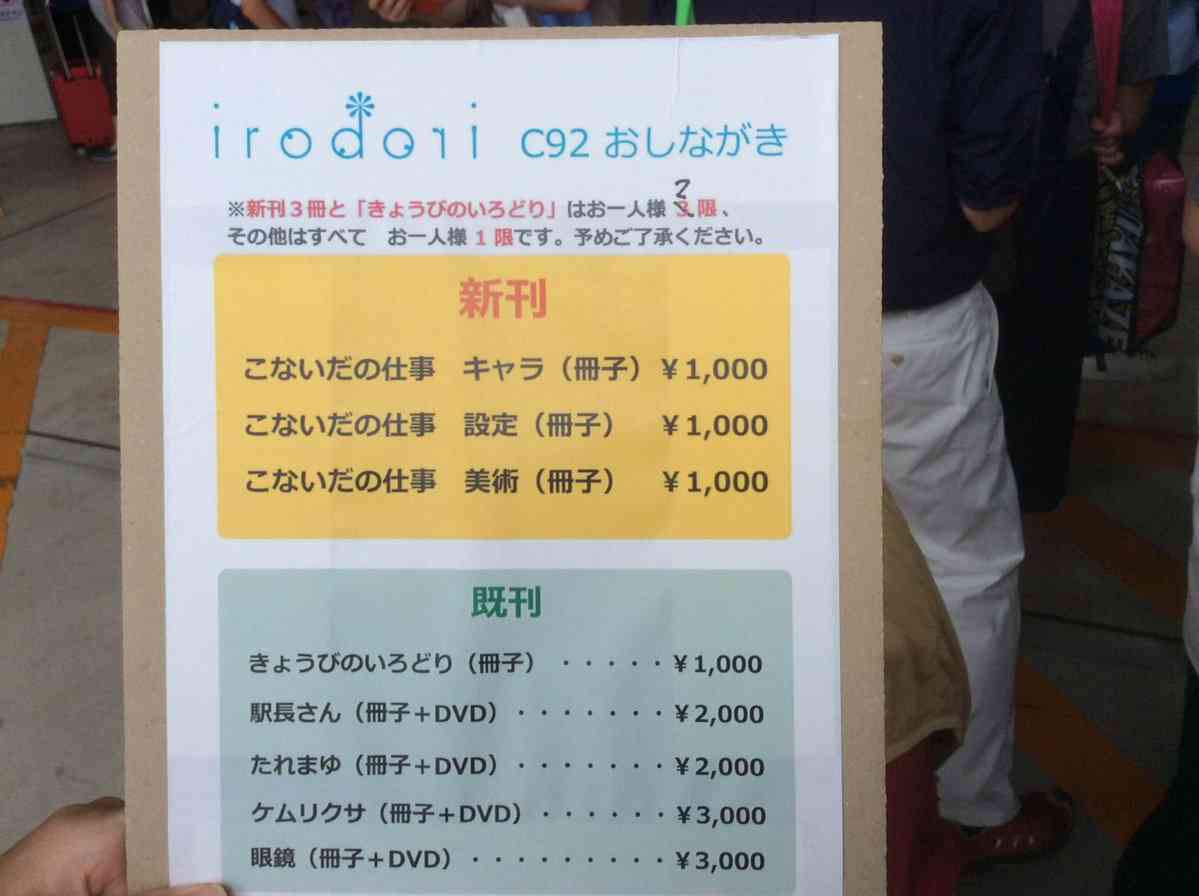 irodori C92 おしながき
※新刊３冊と「きょうびのいろどり」はお一人様 2 限、
その他はすべて　お一人様 1 限です。予めご了承ください。
新刊
こないだの仕事　キャラ（冊子）￥1,000
こないだの仕事　設定（冊子）　￥1,000
こないだの仕事　美術（冊子）　￥1,000
既刊
きょうびのいろどり（冊子）・・・・・￥1,000
駅長さん（冊子＋DVD）・・・・・・・￥2,000
たれまゆ（冊子＋DVD）・・・・・・・￥2,000
ケムリクサ（冊子＋DVD）・・・・・・￥3,000
眼鏡（冊子＋DVD）・・・・・・・・・￥3,000